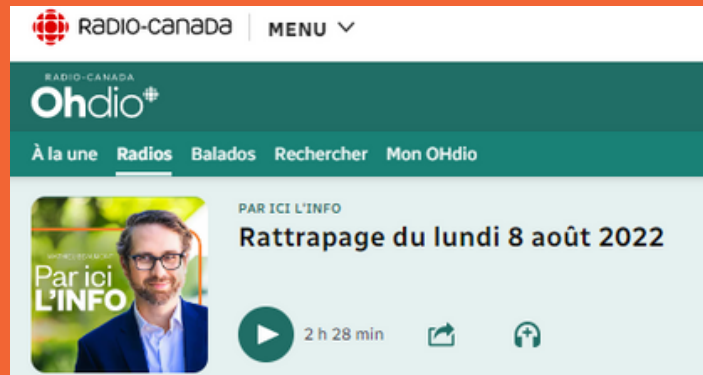 RADIO-CANADA MENU
RADIO-CANADA
OHdio
À la une Radios Balados Rechercher Mon OHdio
PAR ICI L'INFO
Rattrapage du lundi 8 août 2022
Par ici
L'INFO
2 h 28 min